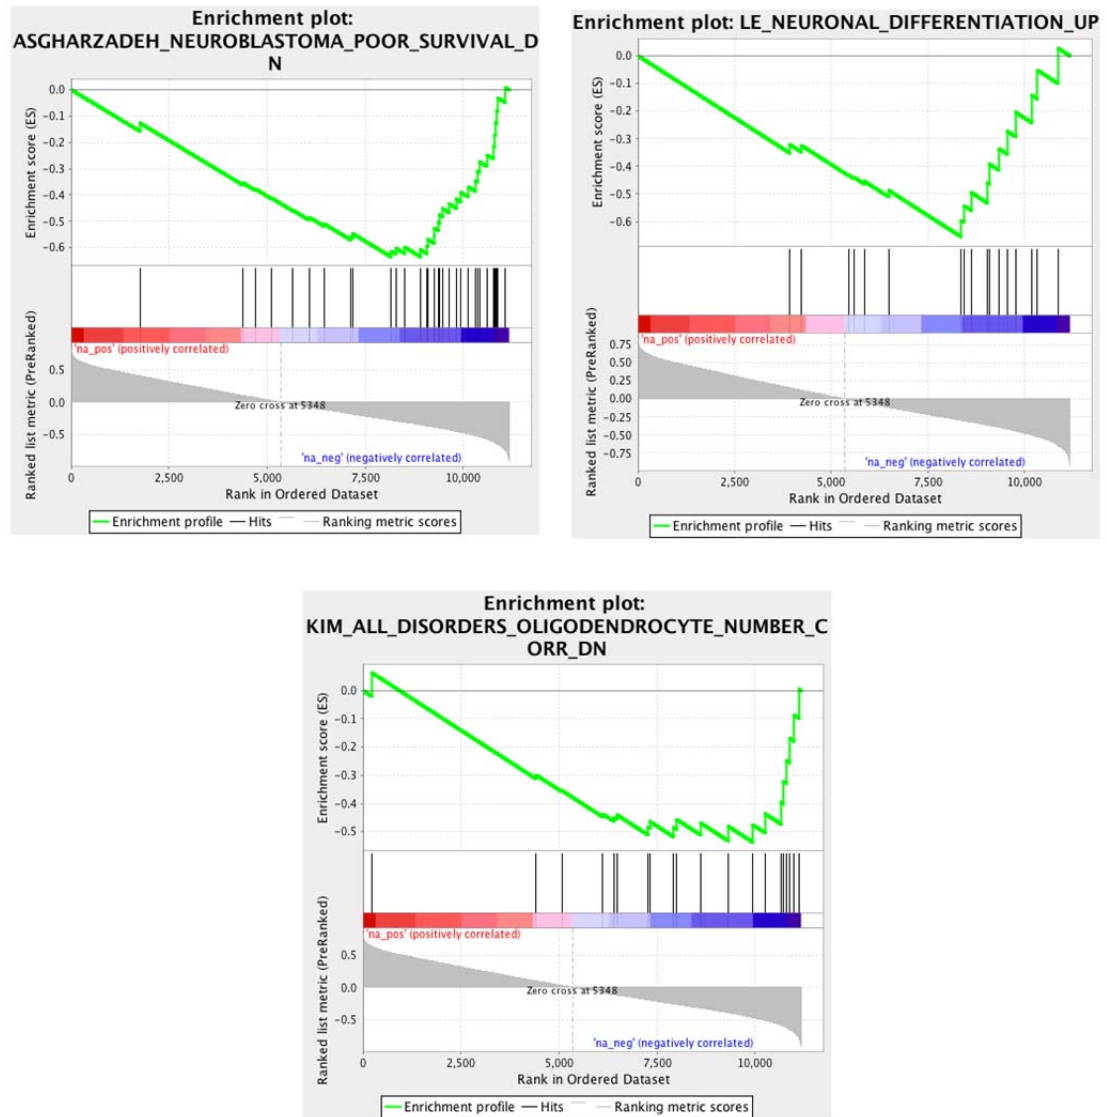 Enrichment plot:
ASGHARZADEH_NEUROBLASTOMA_POOR_SURVIVAL_D
N
Enrichment score (ES)
0.0
-0.1
-0.2
-0.3
-0.4
-0.5
-0.6
'na_pos' (positively correlated)
Ranked list metric (PreRanked)
0.5
0.0
-0.5
Zero cross at 5348
'na_neg' (negatively correlated)
0
2,500
5,000
7,500
10,000
Rank in Ordered Dataset
Enrichment profile
Hits
Ranking metric scores
Enrichment plot: LE_NEURONAL_DIFFERENTIATION_UP
Enrichment score (ES)
0.0
-0.1
-0.2
-0.3
-0.4
-0.5
-0.6
'na_pos' (positively correlated)
Ranked list metric (PreRanked)
0.75
0.50
0.25
0.00
-0.25
-0.50
-0.75
Zero cross at 5348
'na_neg' (negatively correlated)
0
2,500
5,000
7,500
10,000
Rank in Ordered Dataset
Enrichment profile
Hits
Ranking metric scores
Enrichment plot:
KIM_ALL_DISORDERS_OLIGODENDROCYTE_NUMBER_C
ORR_DN
Enrichment score (ES)
0.0
-0.1
-0.2
-0.3
-0.4
-0.5
'na_pos' (positively correlated)
Ranked list metric (PreRanked)
0.5
0.0
-0.5
Zero cross at 5348
'na_neg' (negatively correlated)
0
2,500
5,000
7,500
10,000
Rank in Ordered Dataset
Enrichment profile
Hits
Ranking metric scores